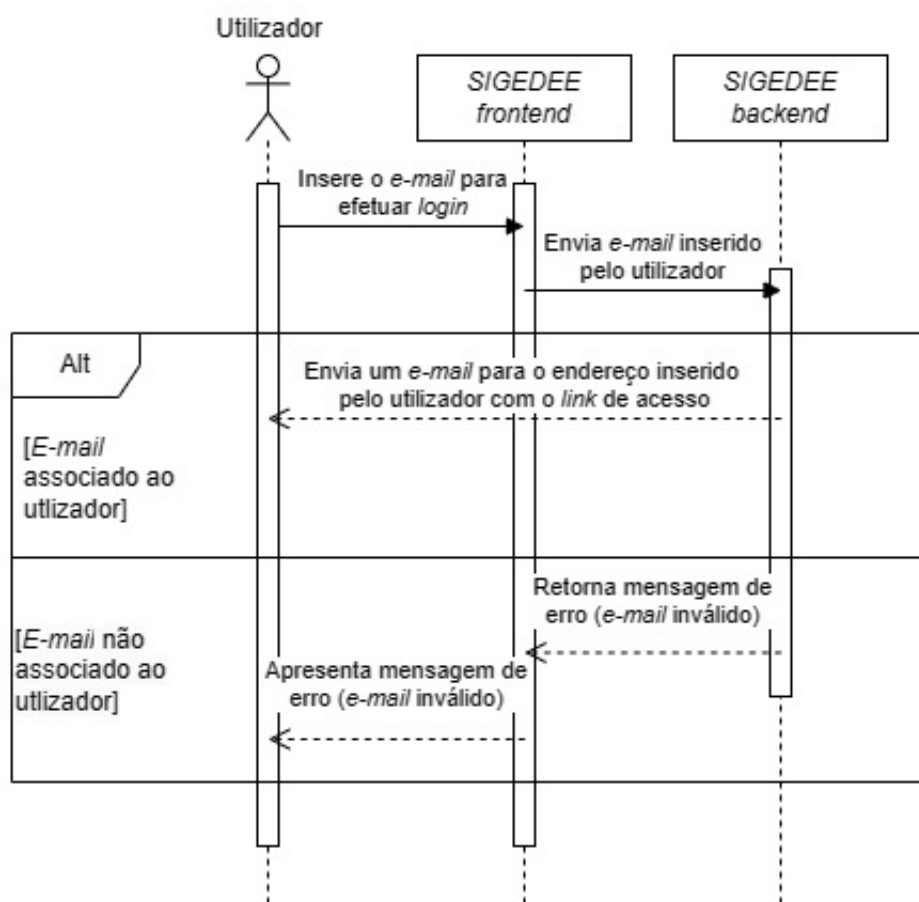 Utilizador
SIGEDEE
frontend
SIGEDEE
backend
Insere o e-mail para
efetuar login
Envia e-mail inserido
pelo utilizador
Alt
Envia um e-mail para o endereço inserido
pelo utilizador com o link de acesso
[E-mail
associado ao
utlizador]
Retorna mensagem de
erro (e-mail inválido)
[E-mail não
associado ao
utlizador]
Apresenta mensagem de
erro (e-mail inválido)